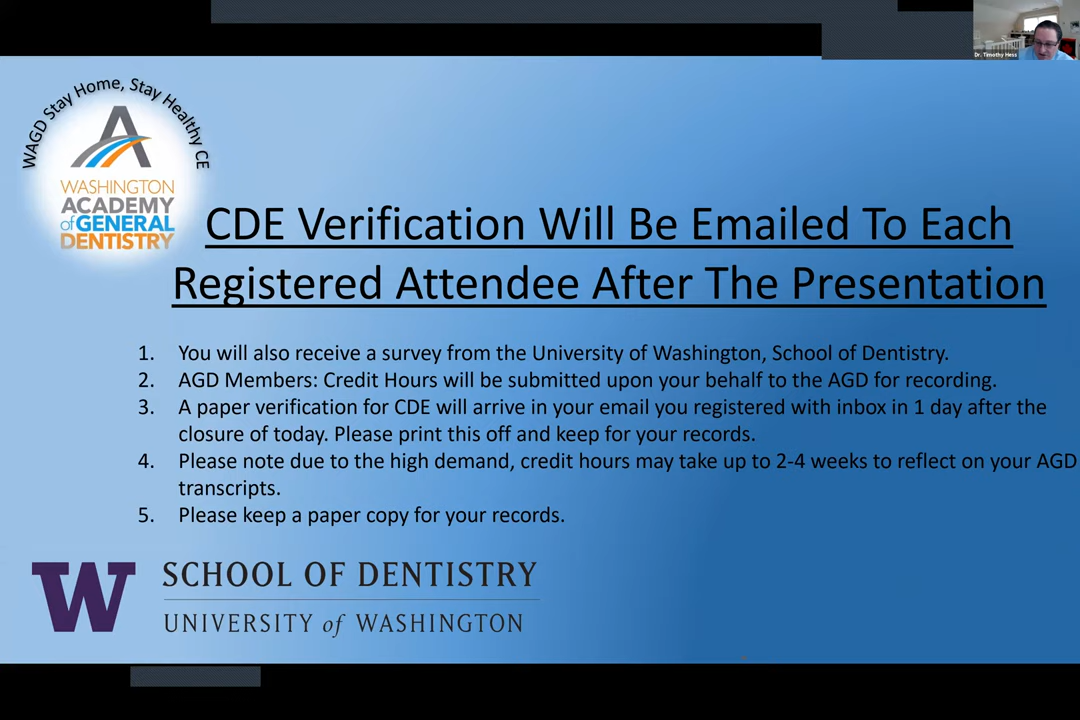 Dr. Timothy Hess
WAGD Stay Home, Stay Healthy CE
WASHINGTON
ACADEMY
of GENERAL
DENTISTRY
CDE Verification Will Be Emailed To Each
Registered Attendee After The Presentation
1. You will also receive a survey from the University of Washington, School of Dentistry.
2. AGD Members: Credit Hours will be submitted upon your behalf to the AGD for recording.
3. A paper verification for CDE will arrive in your email you registered with inbox in 1 day after the
closure of today. Please print this off and keep for your records.
4. Please note due to the high demand, credit hours may take up to 2-4 weeks to reflect on your AGD
transcripts.
5. Please keep a paper copy for your records.
W
SCHOOL OF DENTISTRY
UNIVERSITY of WASHINGTON